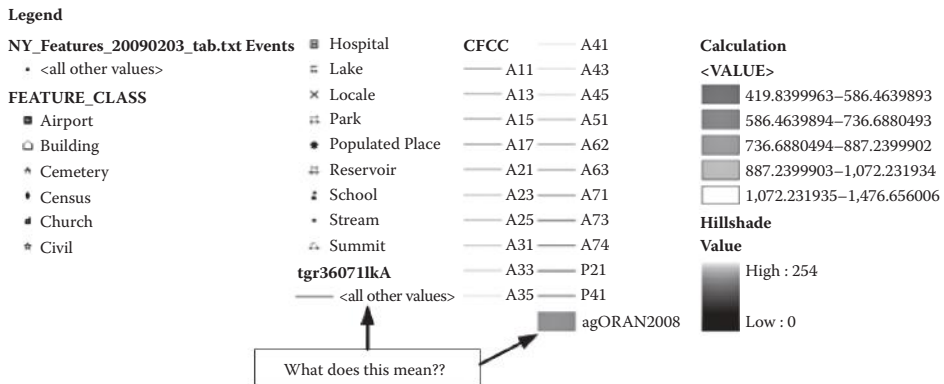 Legend
NY_Features_20090203_tab.txt Events
<all other values>
FEATURE_CLASS
Airport
Building
Cemetery
Census
Church
Civil
Hospital
Lake
Locale
Park
Populated Place
Reservoir
School
Stream
Summit
tgr36071lkA
<all other values>
CFCC
A11
A13
A15
A17
A21
A23
A25
A31
A33
A35
A41
A43
A45
A51
A62
A63
A71
A73
A74
P21
P41
agORAN2008
Calculation
<VALUE>
419.8399963–586.4639893
586.4639894–736.6880493
736.6880494–887.2399902
887.2399903–1,072.231934
1,072.231935–1,476.656006
Hillshade
Value
High : 254
Low : 0
What does this mean??